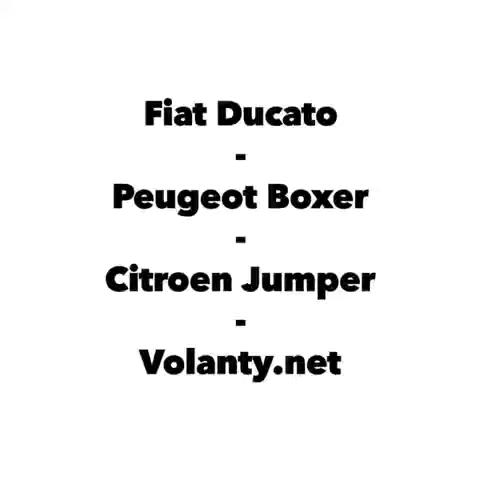 Fiat Ducato
-
Peugeot Boxer
-
Citroen Jumper
-
Volanty.net